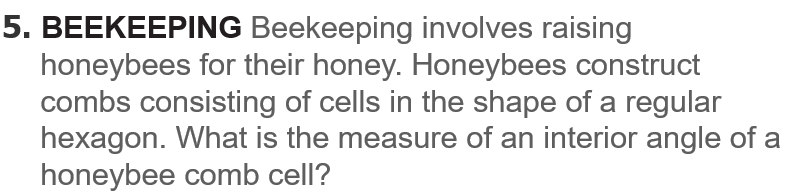 5. BEEKEEPING Beekeeping involves raising
honeybees for their honey. Honeybees construct
combs consisting of cells in the shape of a regular
hexagon. What is the measure of an interior angle of a
honeybee comb cell?